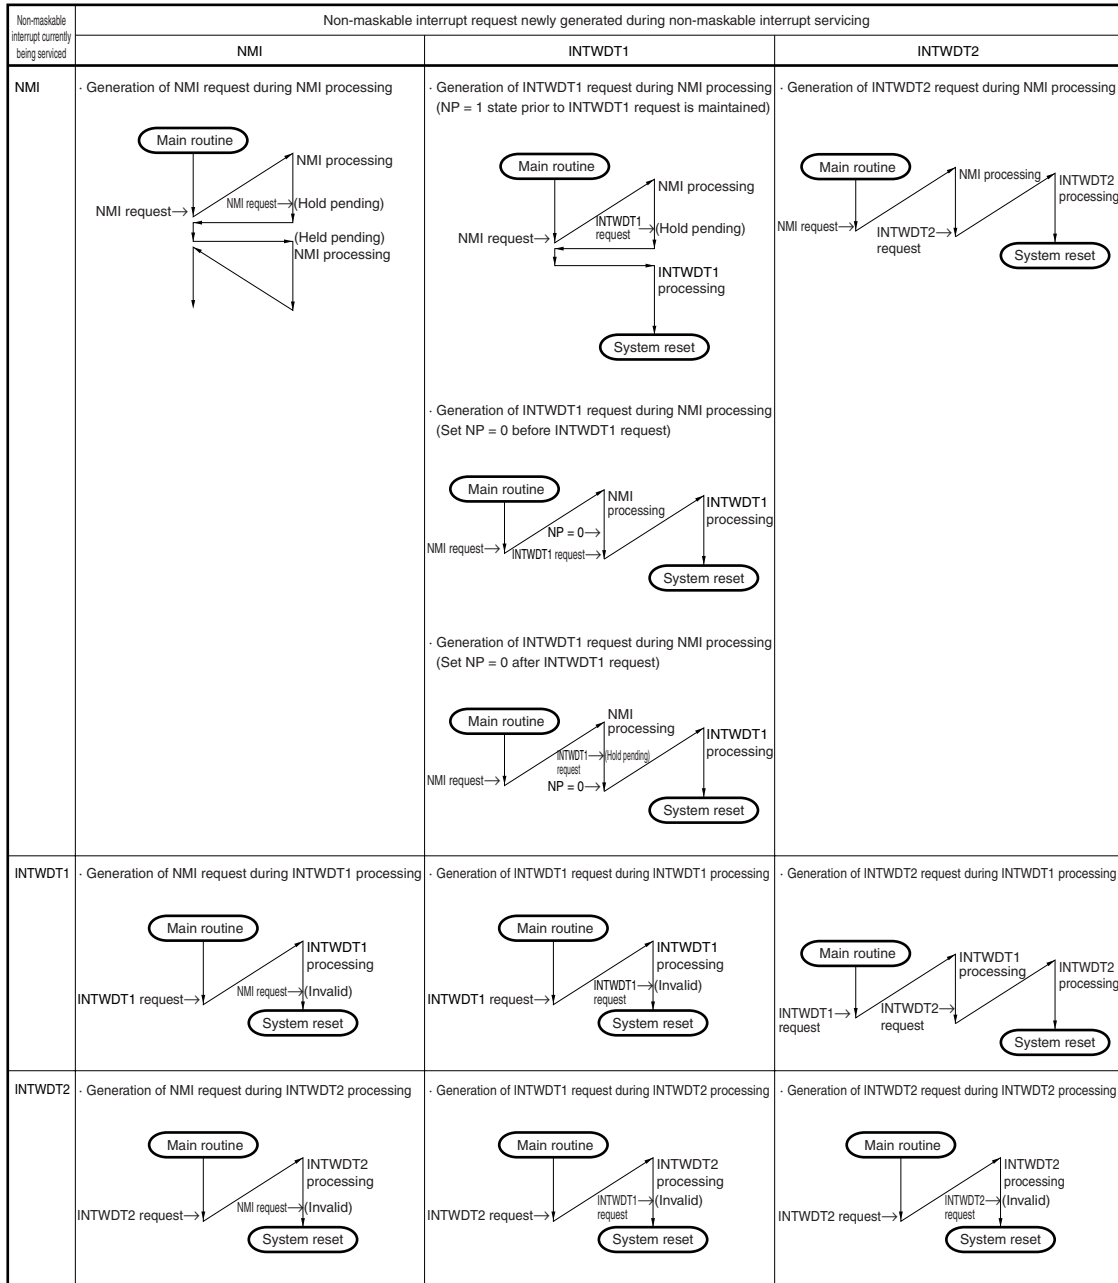 Non-maskable
interrupt currently
being serviced
Non-maskable interrupt request newly generated during non-maskable interrupt servicing
NMI
INTWDT1
INTWDT2
NMI
· Generation of NMI request during NMI processing
Main routine
NMI processing
NMI request→
NMI request→(Hold pending)
(Held pending)
NMI processing
· Generation of INTWDT1 request during NMI processing
(NP = 1 state prior to INTWDT1 request is maintained)
Main routine
NMI processing
NMI request→
INTWDT1→
request
(Hold pending)
INTWDT1
processing
System reset
· Generation of INTWDT1 request during NMI processing
(Set NP = 0 before INTWDT1 request)
Main routine
NMI
processing
INTWDT1
processing
NP = 0→
NMI request→
INTWDT1 request→
System reset
· Generation of INTWDT1 request during NMI processing
(Set NP = 0 after INTWDT1 request)
Main routine
NMI
processing
INTWDT1
processing
INTWDT1→
request
(Hold pending)
NMI request→
NP = 0→
System reset
· Generation of INTWDT2 request during NMI processing
Main routine
NMI processing
INTWDT2
processing
NMI request→
INTWDT2→
request
System reset
INTWDT1
· Generation of NMI request during INTWDT1 processing
Main routine
INTWDT1
processing
INTWDT1 request→
NMI request→(Invalid)
System reset
· Generation of INTWDT1 request during INTWDT1 processing
Main routine
INTWDT1
processing
INTWDT1 request→
INTWDT1→
request
(Invalid)
System reset
· Generation of INTWDT2 request during INTWDT1 processing
Main routine
INTWDT1
processing
INTWDT2
processing
INTWDT1→
request
INTWDT2→
request
System reset
INTWDT2
· Generation of NMI request during INTWDT2 processing
Main routine
INTWDT2
processing
INTWDT2 request→
NMI request→(Invalid)
System reset
· Generation of INTWDT1 request during INTWDT2 processing
Main routine
INTWDT2
processing
INTWDT2 request→
INTWDT1→
request
(Invalid)
System reset
· Generation of INTWDT2 request during INTWDT2 processing
Main routine
INTWDT2
processing
INTWDT2 request→
INTWDT2→
request
(Invalid)
System reset